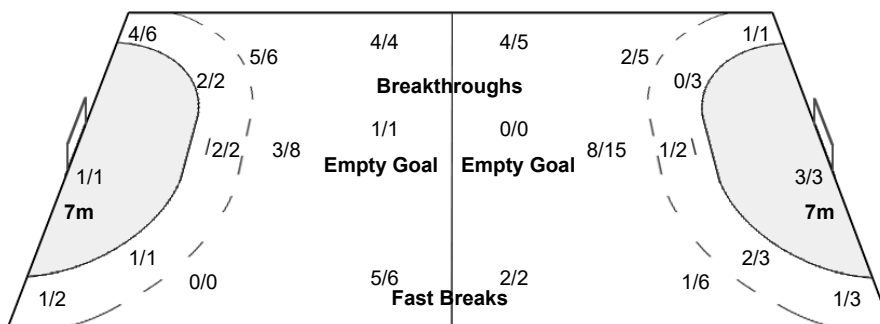 4/6 4/4 4/5 1/1
5/6 2/5
2/2 Breakthroughs 0/3
1/1 0/0
2/2 3/8 8/15 1/2
Empty Goal Empty Goal
1/1 3/3
7m 7m
1/1 2/3
0/0 5/6 2/2 1/6
1/2 Fast Breaks 1/3